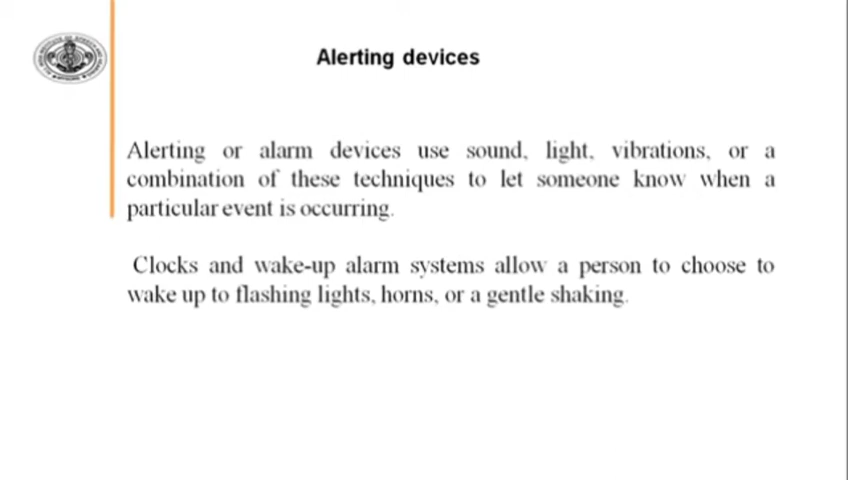 Alerting devices
Alerting or alarm devices use sound, light, vibrations, or a
combination of these techniques to let someone know when a
particular event is occurring.
Clocks and wake-up alarm systems allow a person to choose to
wake up to flashing lights, horns, or a gentle shaking.